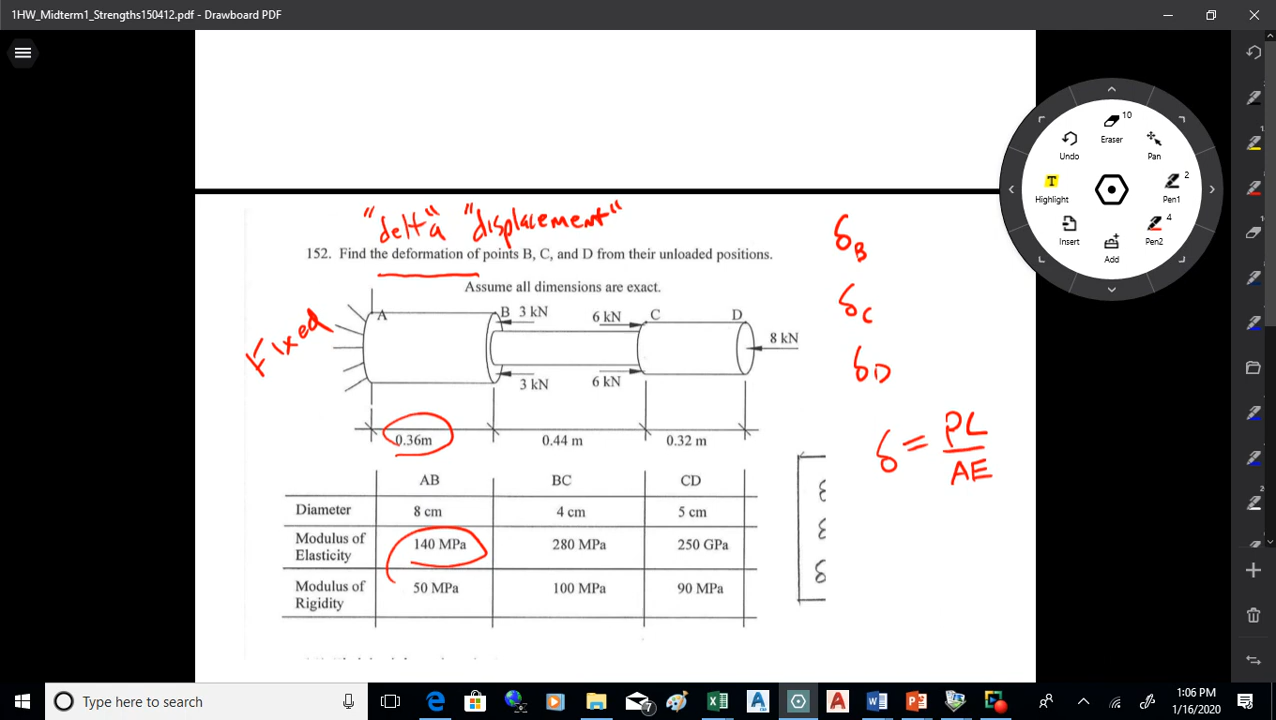 1HW_Midterm1_Strengths150412.pdf - Drawboard PDF
10
Eraser
Undo
Pan
T
Highlight
2
Pen1
Insert
4
Pen2
Add
"delta" "displacement"
152. Find the deformation of points B, C, and D from their unloaded positions.
Assume all dimensions are exact.
δB
δC
δD
Fixed
A
B 3 kN
6 kN
C
D
8 kN
3 kN
6 kN
0.36m
0.44 m
0.32 m
δ = PL
AE
AB
BC
CD
Diameter
8 cm
4 cm
5 cm
Modulus of
Elasticity
140 MPa
280 MPa
250 GPa
Modulus of
Rigidity
50 MPa
100 MPa
90 MPa
Type here to search
7
1:06 PM
1/16/2020